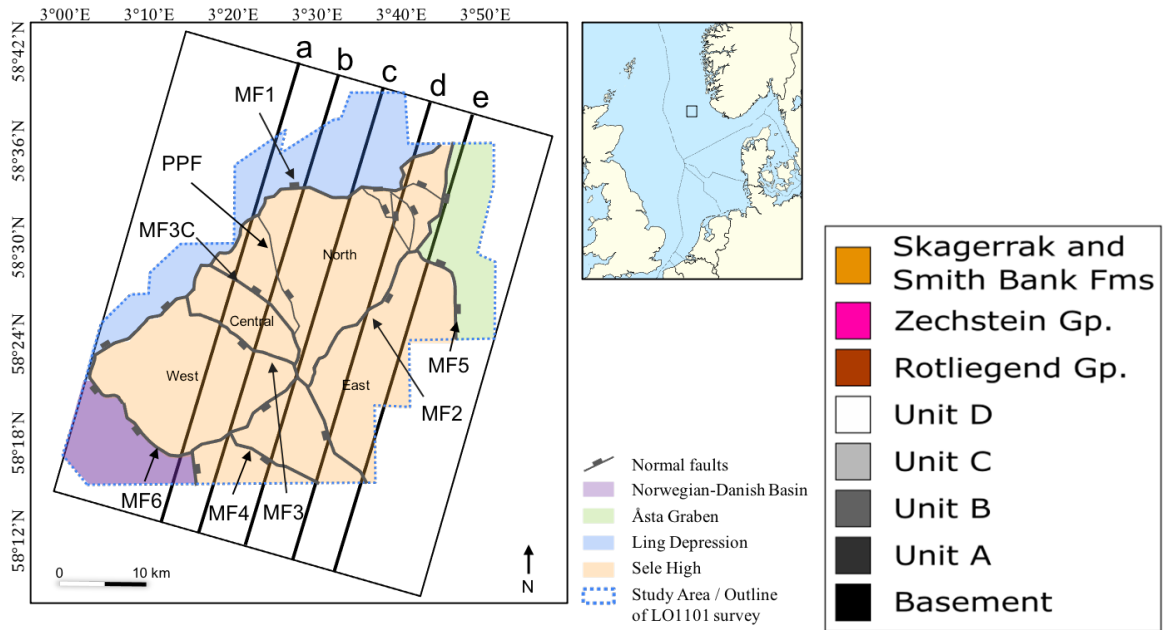 3°00'E
3°10'E
3°20'E
3°30'E
3°40'E
3°50'E
58°42'N
58°36'N
58°30'N
58°24'N
58°18'N
58°12'N
a
b
c
d
e
MF1
PPF
MF3C
North
Central
West
East
MF5
MF2
MF6
MF4
MF3
0
10 km
N
Normal faults
Norwegian-Danish Basin
Åsta Graben
Ling Depression
Sele High
Study Area / Outline
of LO1101 survey
Skagerrak and
Smith Bank Fms
Zechstein Gp.
Rotliegend Gp.
Unit D
Unit C
Unit B
Unit A
Basement